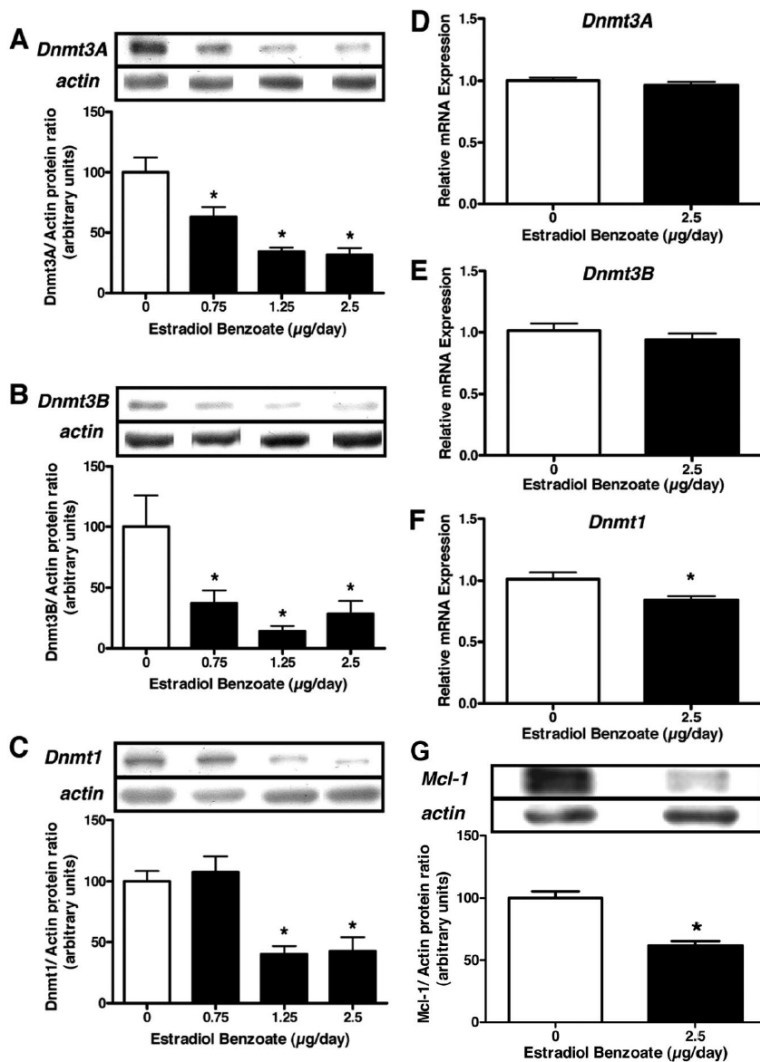 A
Dnmt3A
actin
Dnmt3A/ Actin protein ratio
(arbitrary units)
150
100
50
0
*
*
*
0
0.75
1.25
2.5
Estradiol Benzoate (µg/day)
B
Dnmt3B
actin
Dnmt3B/ Actin protein ratio
(arbitrary units)
150
100
50
0
*
*
*
0
0.75
1.25
2.5
Estradiol Benzoate (µg/day)
C
Dnmt1
actin
Dnmt1/ Actin protein ratio
(arbitrary units)
150
100
50
0
*
*
0
0.75
1.25
2.5
Estradiol Benzoate (µg/day)
D
Dnmt3A
Relative mRNA Expression
1.5
1.0
0.5
0.0
0
2.5
Estradiol Benzoate (µg/day)
E
Dnmt3B
Relative mRNA Expression
1.5
1.0
0.5
0.0
0
2.5
Estradiol Benzoate (µg/day)
F
Dnmt1
Relative mRNA Expression
1.5
1.0
0.5
0.0
*
0
2.5
Estradiol Benzoate (µg/day)
G
Mcl-1
actin
Mcl-1/ Actin protein ratio
(arbitrary units)
150
100
50
0
*
0
2.5
Estradiol Benzoate (µg/day)